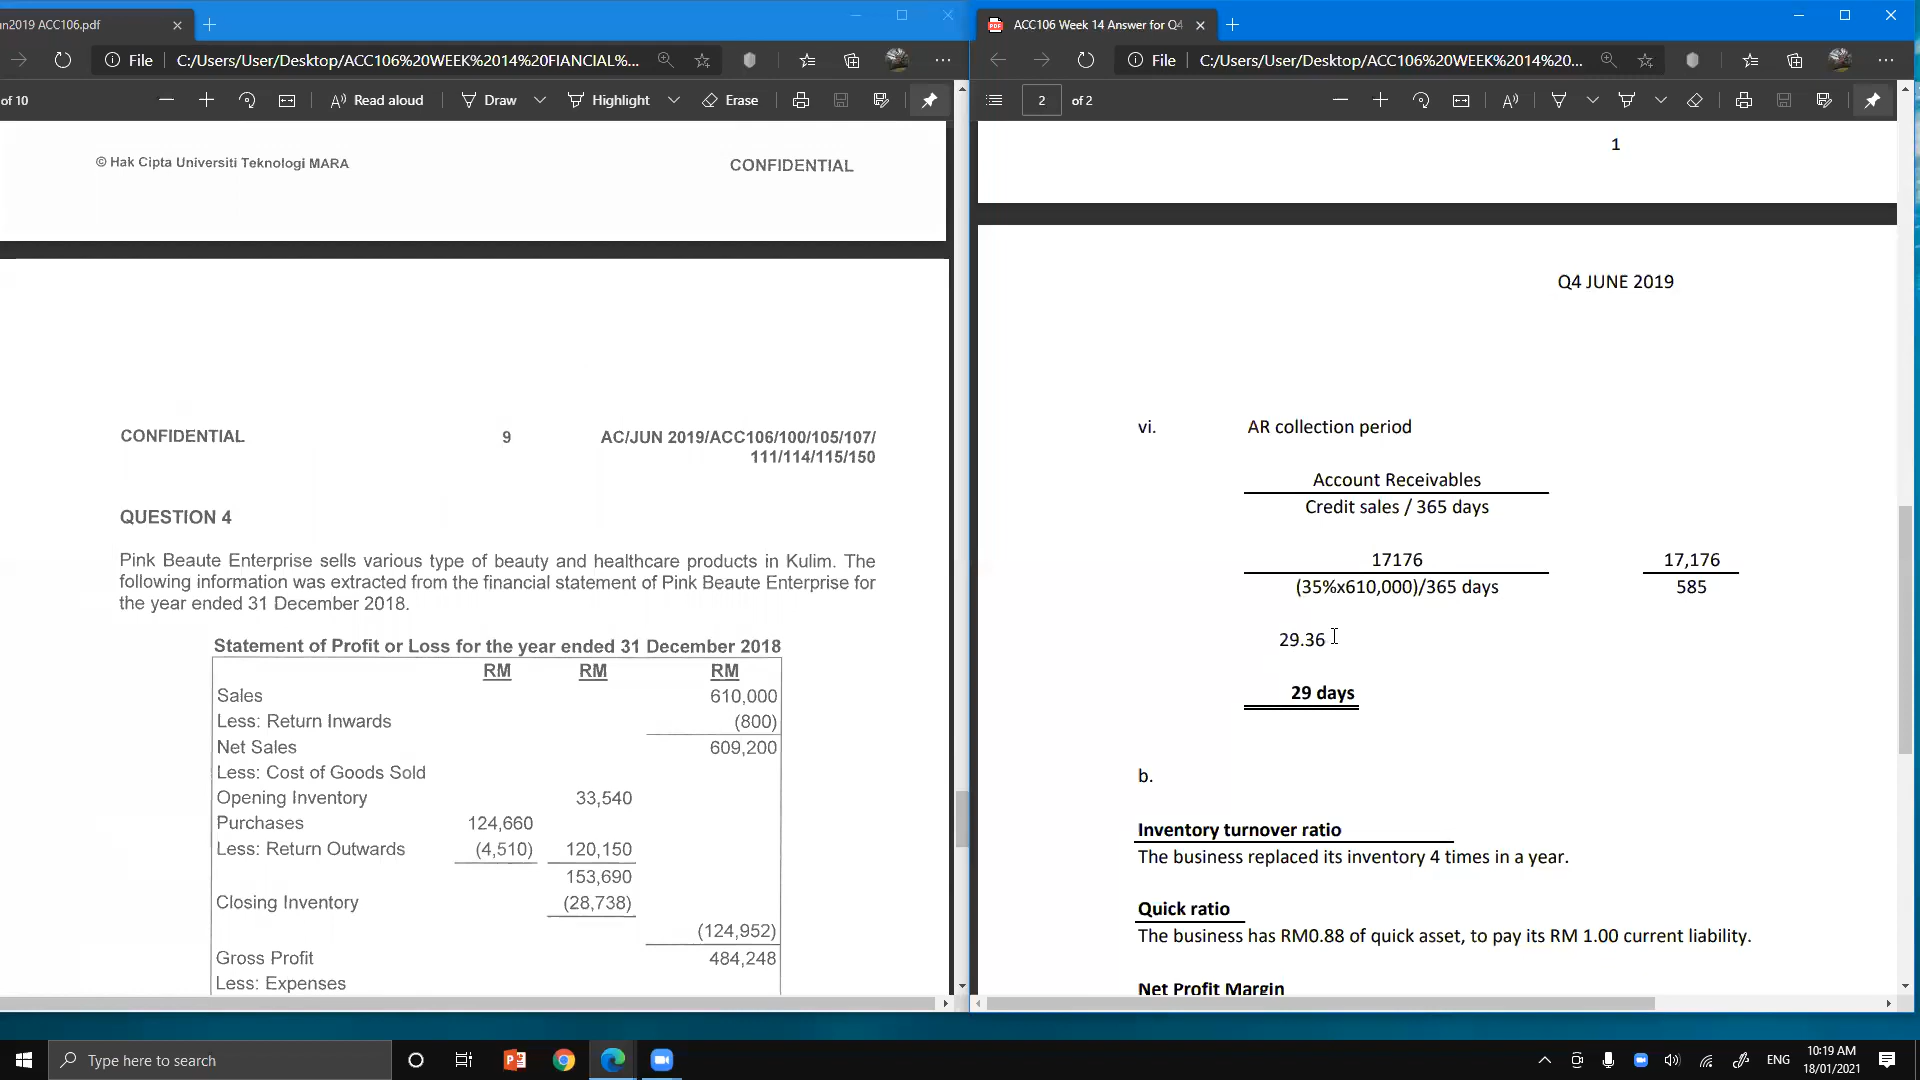 un2019 ACC106.pdf
File
C:/Users/User/Desktop/ACC106%20WEEK%2014%20FIANCIAL%...
of 10
Read aloud
Draw
Highlight
Erase
© Hak Cipta Universiti Teknologi MARA
CONFIDENTIAL
CONFIDENTIAL 9 AC/JUN 2019/ACC106/100/105/107/
111/114/115/150
QUESTION 4
Pink Beaute Enterprise sells various type of beauty and healthcare products in Kulim. The
following information was extracted from the financial statement of Pink Beaute Enterprise for
the year ended 31 December 2018.
Statement of Profit or Loss for the year ended 31 December 2018
RM RM RM
Sales 610,000
Less: Return Inwards (800)
Net Sales 609,200
Less: Cost of Goods Sold
Opening Inventory 33,540
Purchases 124,660
Less: Return Outwards (4,510) 120,150
153,690
Closing Inventory (28,738)
(124,952)
Gross Profit 484,248
Less: Expenses
ACC106 Week 14 Answer for Q4
File
C:/Users/User/Desktop/ACC106%20WEEK%2014%20...
2 of 2
1
Q4 JUNE 2019
vi. AR collection period
Account Receivables
Credit sales / 365 days
17176 17,176
(35%x610,000)/365 days 585
29.36
29 days
b.
Inventory turnover ratio
The business replaced its inventory 4 times in a year.
Quick ratio
The business has RM0.88 of quick asset, to pay its RM 1.00 current liability.
Net Profit Margin
Type here to search
ENG
10:19 AM
18/01/2021